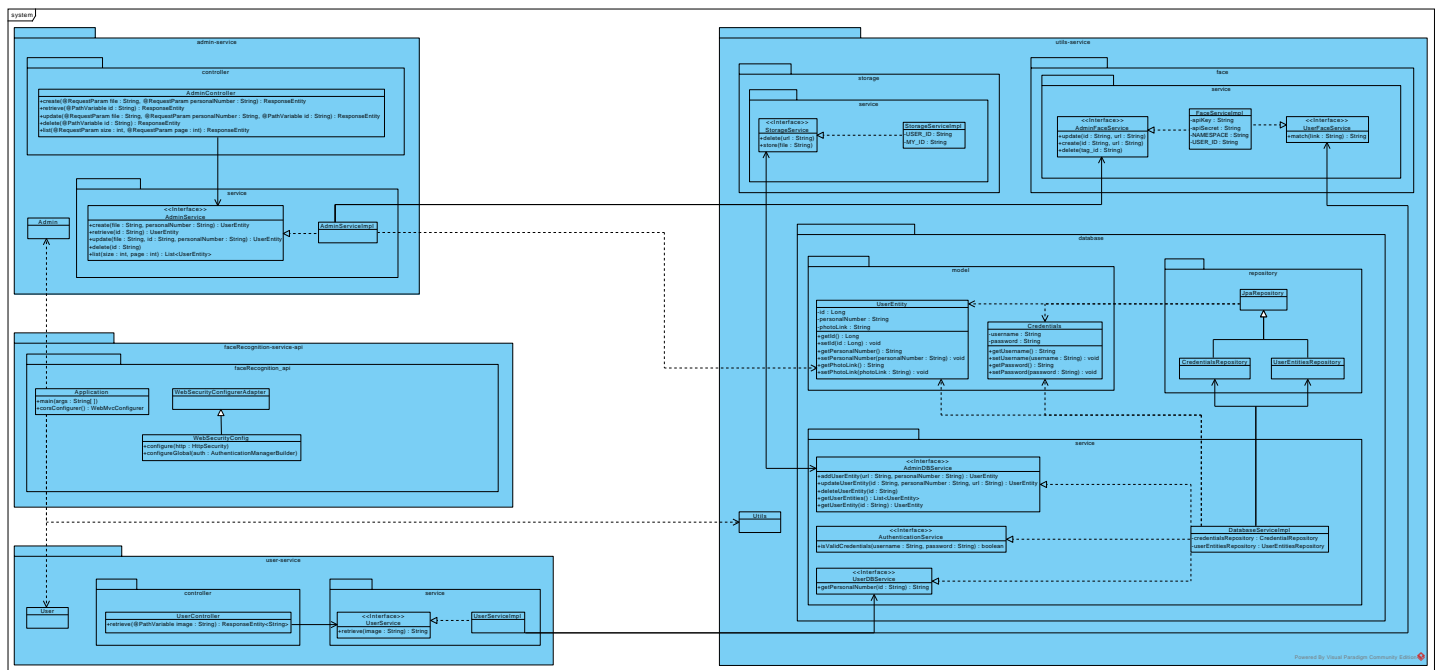 system
admin-service
controller
AdminController
+create(@RequestParam file : String, @RequestParam personalNumber : String) : ResponseEntity
+retrieve(@PathVariable id : String) : ResponseEntity
+update(@RequestParam file : String, @RequestParam personalNumber : String, @PathVariable id : String) : ResponseEntity
+delete(@PathVariable id : String) : ResponseEntity
+list(@RequestParam size : int, @RequestParam page : int) : ResponseEntity
service
<<Interface>>
AdminService
+create(file : String, personalNumber : String) : UserEntity
+retrieve(id : String) : UserEntity
+update(file : String, id : String, personalNumber : String) : UserEntity
+delete(id : String)
+list(size : int, page : int) : List<UserEntity>
AdminServiceImpl
Admin
faceRecognition-service-api
faceRecognition_api
Application
+main(args : String[ ])
+corsConfigurer() : WebMvcConfigurer
WebSecurityConfigurerAdapter
WebSecurityConfig
+configure(http : HttpSecurity)
+configureGlobal(auth : AuthenticationManagerBuilder)
user-service
User
controller
UserController
+retrieve(@PathVariable image : String) : ResponseEntity<String>
service
<<Interface>>
UserService
+retrieve(image : String) : String
UserServiceImpl
utils-service
storage
service
<<Interface>>
StorageService
+delete(url : String)
+store(file : String)
StorageServiceImpl
-USER_ID : String
-MY_ID : String
face
service
<<Interface>>
AdminFaceService
+update(id : String, url : String)
+create(id : String, url : String)
+delete(tag_id : String)
FaceServiceImpl
-apiKey : String
-apiSecret : String
-NAMESPACE : String
-USER_ID : String
<<Interface>>
UserFaceService
+match(link : String) : String
database
model
UserEntity
-id : Long
-personalNumber : String
-photoLink : String
+getId() : Long
+setId(id : Long) : void
+getPersonalNumber() : String
+setPersonalNumber(personalNumber : String) : void
+getPhotoLink() : String
+setPhotoLink(photoLink : String) : void
Credentials
-username : String
-password : String
+getUsername() : String
+setUsername(username : String) : void
+getPassword() : String
+setPassword(password : String) : void
repository
JpaRepository
CredentialsRepository
UserEntitiesRepository
service
<<Interface>>
AdminDBService
+addUserEntity(url : String, personalNumber : String) : UserEntity
+updateUserEntity(id : String, personalNumber : String, url : String) : UserEntity
+deleteUserEntity(id : String)
+getUserEntities() : List<UserEntity>
+getUserEntity(id : String) : UserEntity
<<Interface>>
AuthenticationService
+isValidCredentials(username : String, password : String) : boolean
<<Interface>>
UserDBService
+getPersonalNumber(id : String) : String
DatabaseServiceImpl
-credentialsRepository : CredentialRepository
-userEntitiesRepository : UserEntitiesRepository
Utils
Powered By Visual Paradigm Community Edition